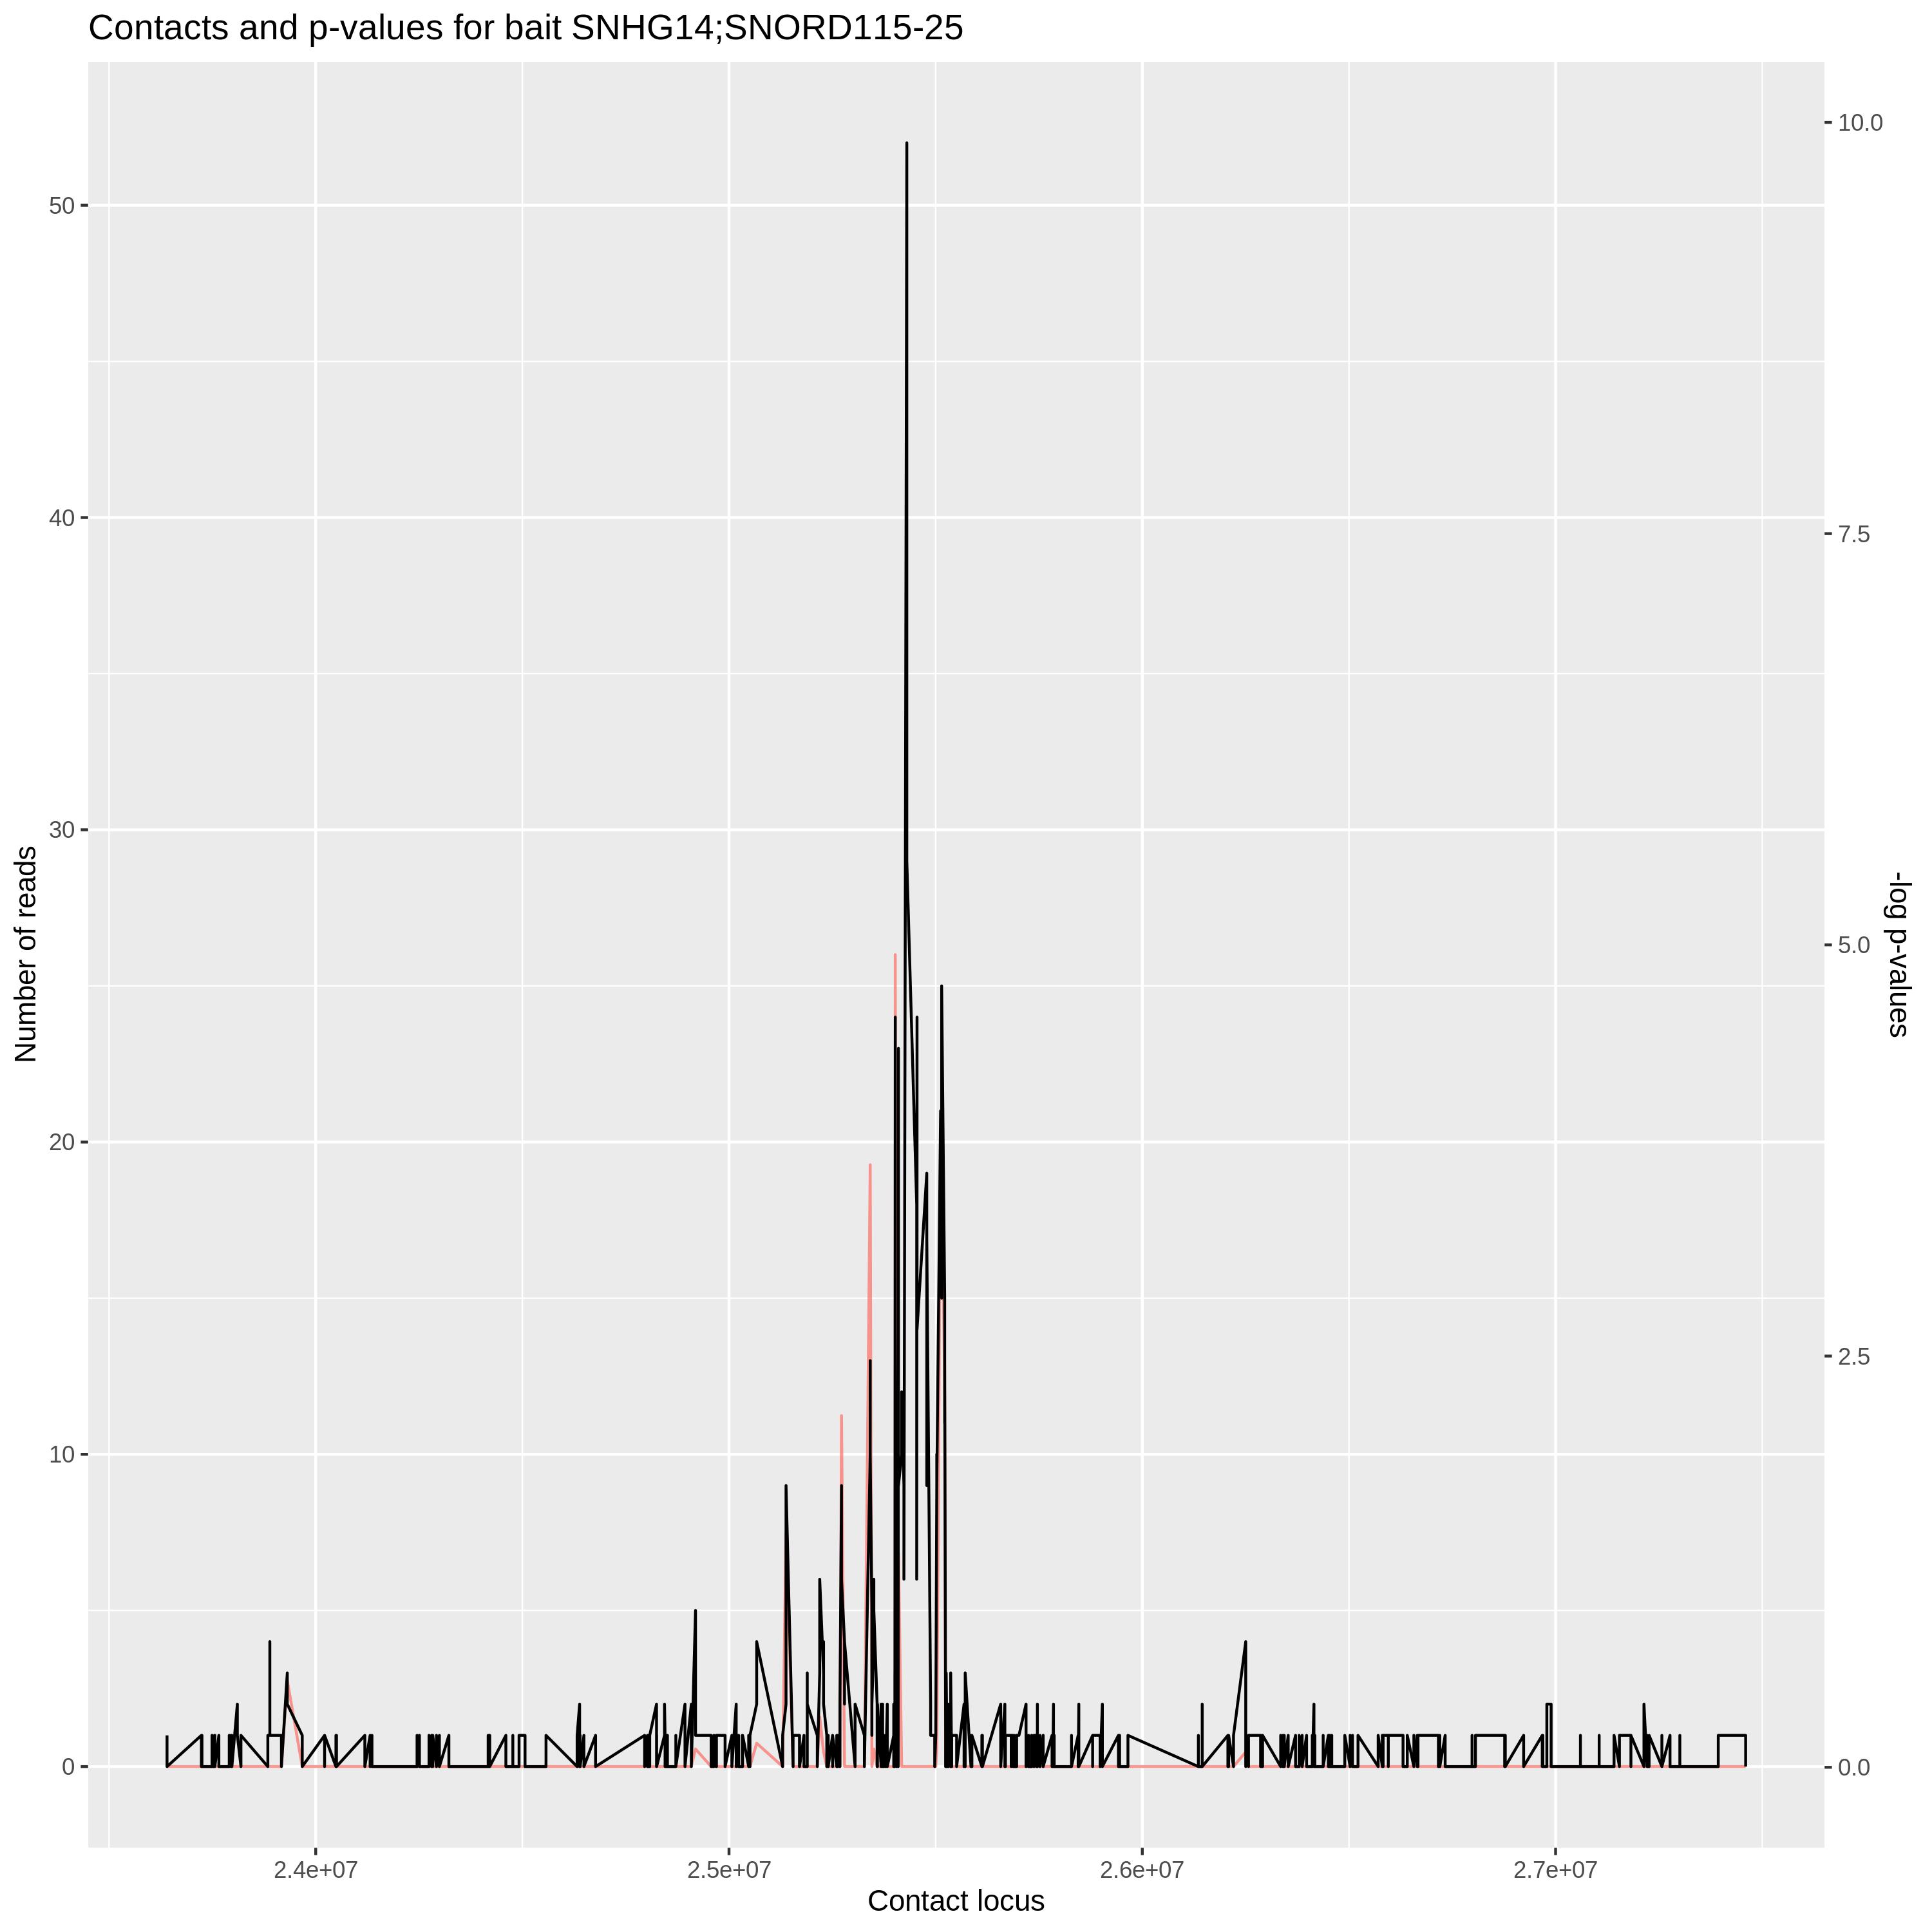 Contacts and p-values for bait SNHG14;SNORD115-25
50
40
30
20
10
0
Number of reads
10.0
7.5
5.0
2.5
0.0
-log p-values
2.4e+07
2.5e+07
2.6e+07
2.7e+07
Contact locus